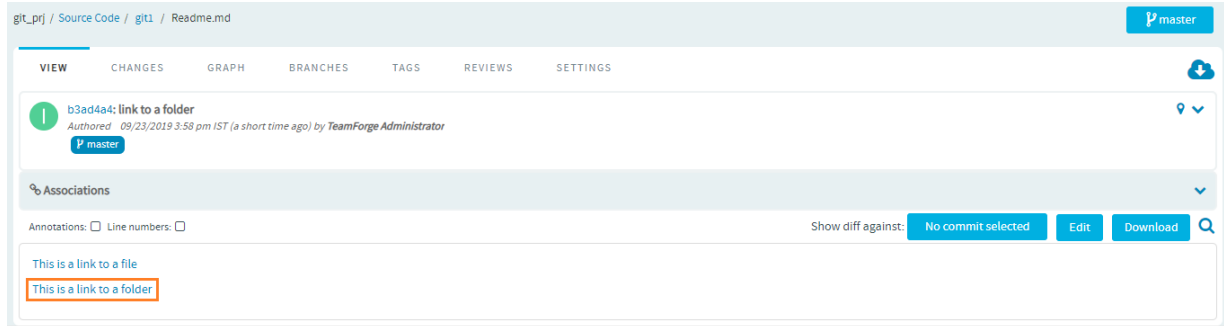 git_prj / Source Code / git1 / Readme.md
master
VIEW CHANGES GRAPH BRANCHES TAGS REVIEWS SETTINGS
I
b3ad4a4: link to a folder
Authored 09/23/2019 3:58 pm IST (a short time ago) by TeamForge Administrator
master
Associations
Annotations: Line numbers: Show diff against: No commit selected Edit Download
This is a link to a file
This is a link to a folder